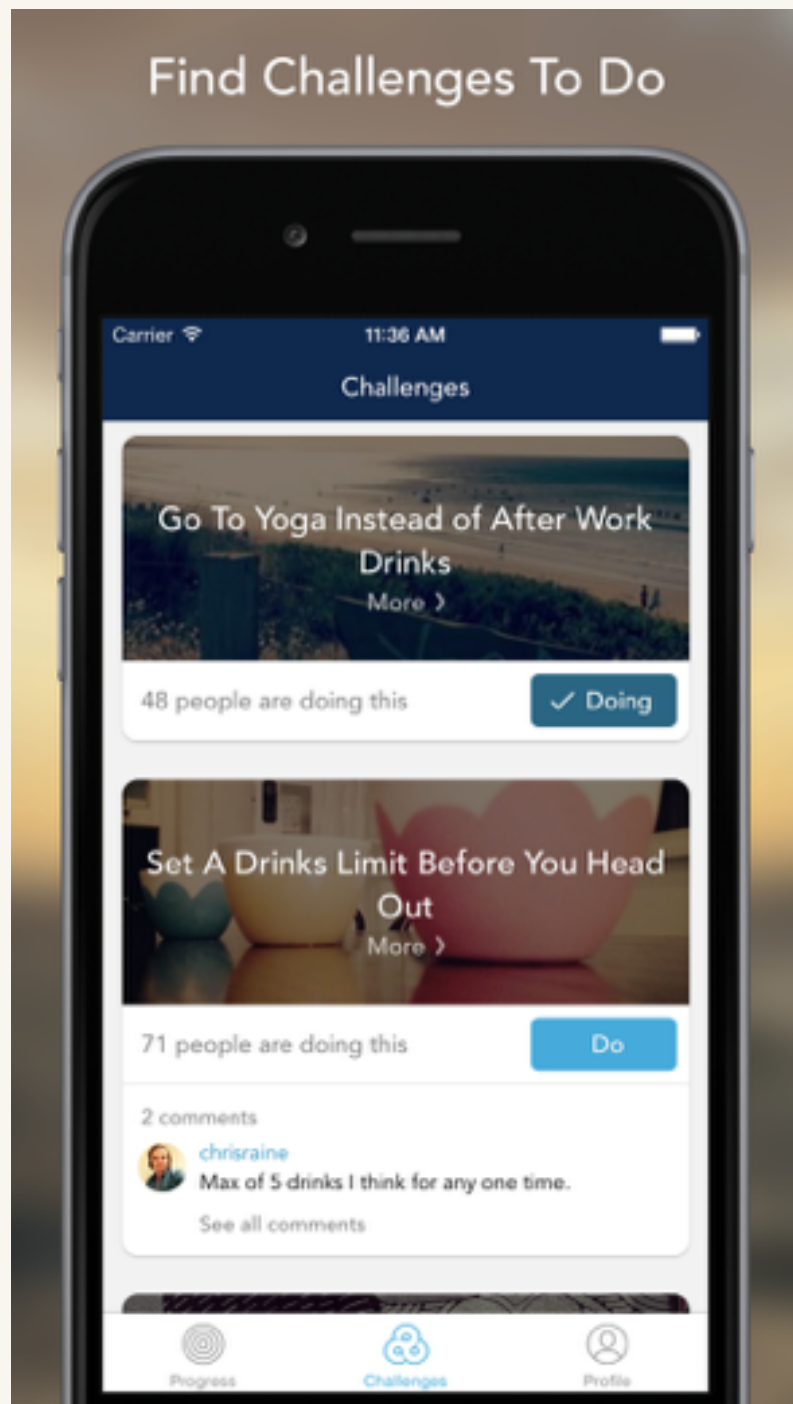 Find Challenges To Do
Carrier
11:36 AM
Challenges
Go To Yoga Instead of After Work
Drinks
More >
48 people are doing this
✓ Doing
Set A Drinks Limit Before You Head
Out
More >
71 people are doing this
Do
2 comments
chrisraine
Max of 5 drinks I think for any one time.
See all comments
Progress
Challenges
Profile